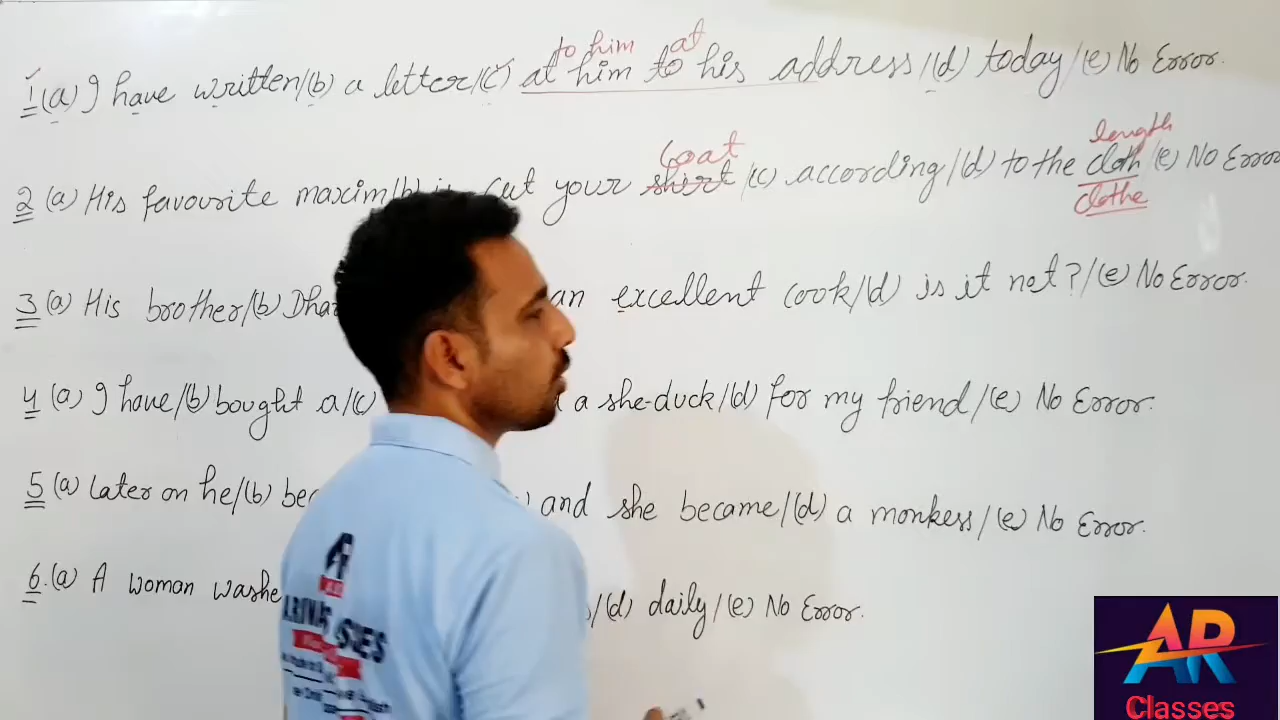 to him at
1 (a) I have written/(b) a letter/(c) at him to his address/(d) today/(e) No Error.
coat length
2 (a) His favourite maxim/(b) cut your shirt/(c) according/(d) to the cloth/(e) No Error
clothe
3 (a) His brother/(b) an excellent cook/(d) is it not?/(e) No Error.
4 (a) I have/(b) bought a/(c) a she-duck/(d) for my friend/(e) No Error.
5 (a) Later on he/(b) and she became/(d) a monkess/(e) No Error.
6. (a) A woman /(d) daily/(e) No Error.
AR
Classes